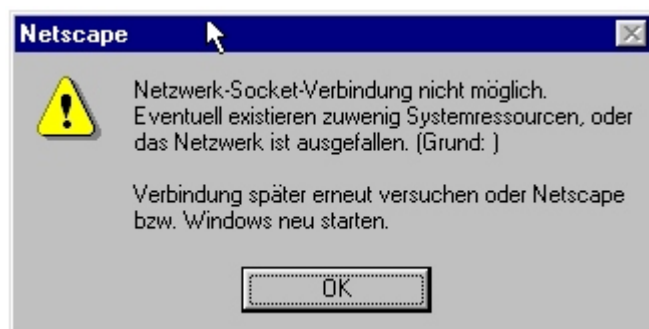 Netscape
Netzwerk-Socket-Verbindung nicht möglich.
Eventuell existieren zuwenig Systemressourcen, oder
das Netzwerk ist ausgefallen. (Grund: )
Verbindung später erneut versuchen oder Netscape
bzw. Windows neu starten.
OK